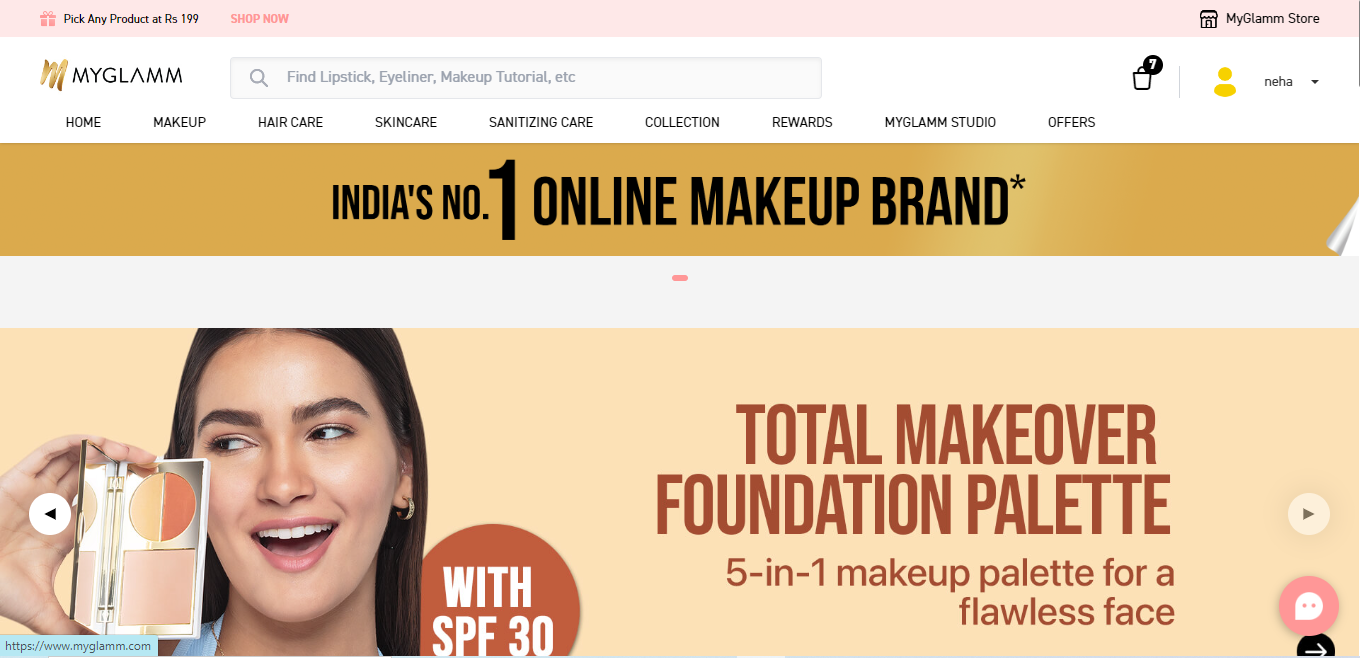 Pick Any Product at Rs 199 SHOP NOW MyGlamm Store
MYGLAMM Find Lipstick, Eyeliner, Makeup Tutorial, etc 7 neha
HOME MAKEUP HAIR CARE SKINCARE SANITIZING CARE COLLECTION REWARDS MYGLAMM STUDIO OFFERS
INDIA'S NO.1 ONLINE MAKEUP BRAND*
TOTAL MAKEOVER
FOUNDATION PALETTE
5-in-1 makeup palette for a
flawless face
WITH
SPF 30
https://www.myglamm.com